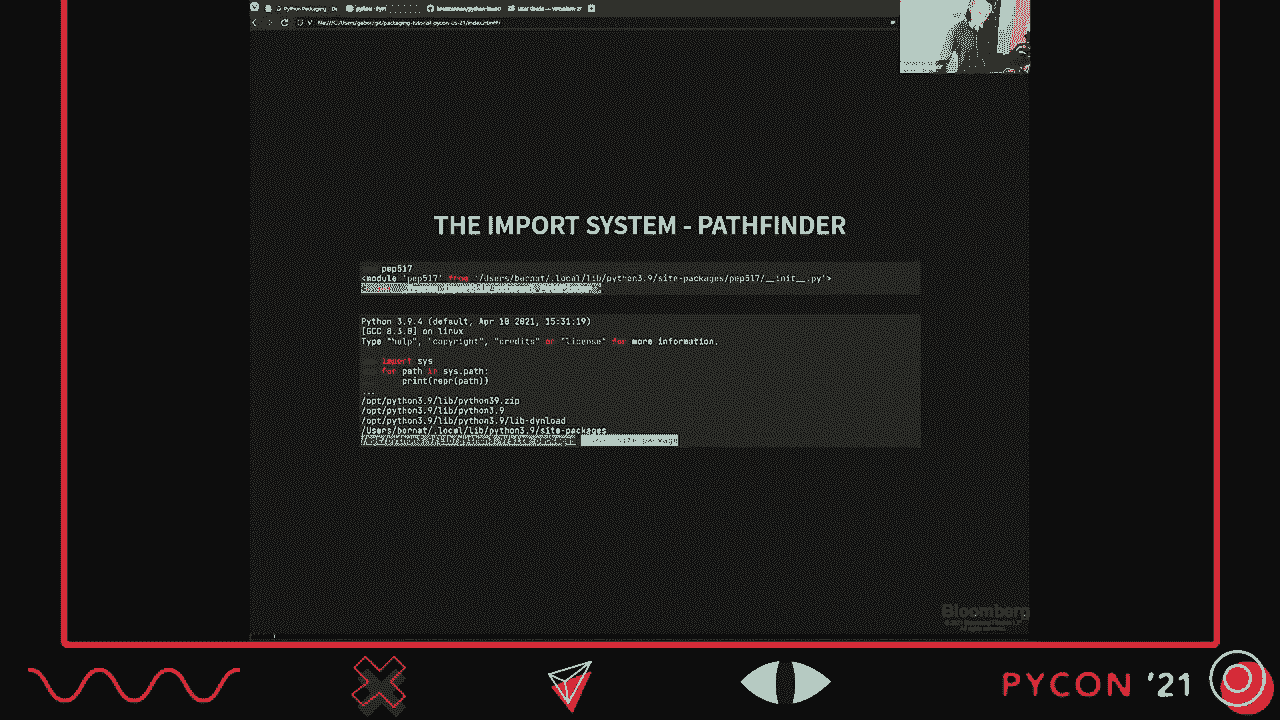 THE IMPORT SYSTEM - PATHFINDER
pep517
<module 'pep517' from '/Users/bernat/.local/lib/python3.9/site-packages/pep517/__init__.py'>
Python 3.9.4 (default, Apr 10 2021, 15:31:19)
[GCC 8.3.0] on linux
Type "help", "copyright", "credits" or "license" for more information.
import sys
for path in sys.path:
print(repr(path))
...
/opt/python3.9/lib/python39.zip
/opt/python3.9/lib/python3.9
/opt/python3.9/lib/python3.9/lib-dynload
/Users/bernat/.local/lib/python3.9/site-packages
site package
Bloomberg
All rights reserved.
PYCON '21